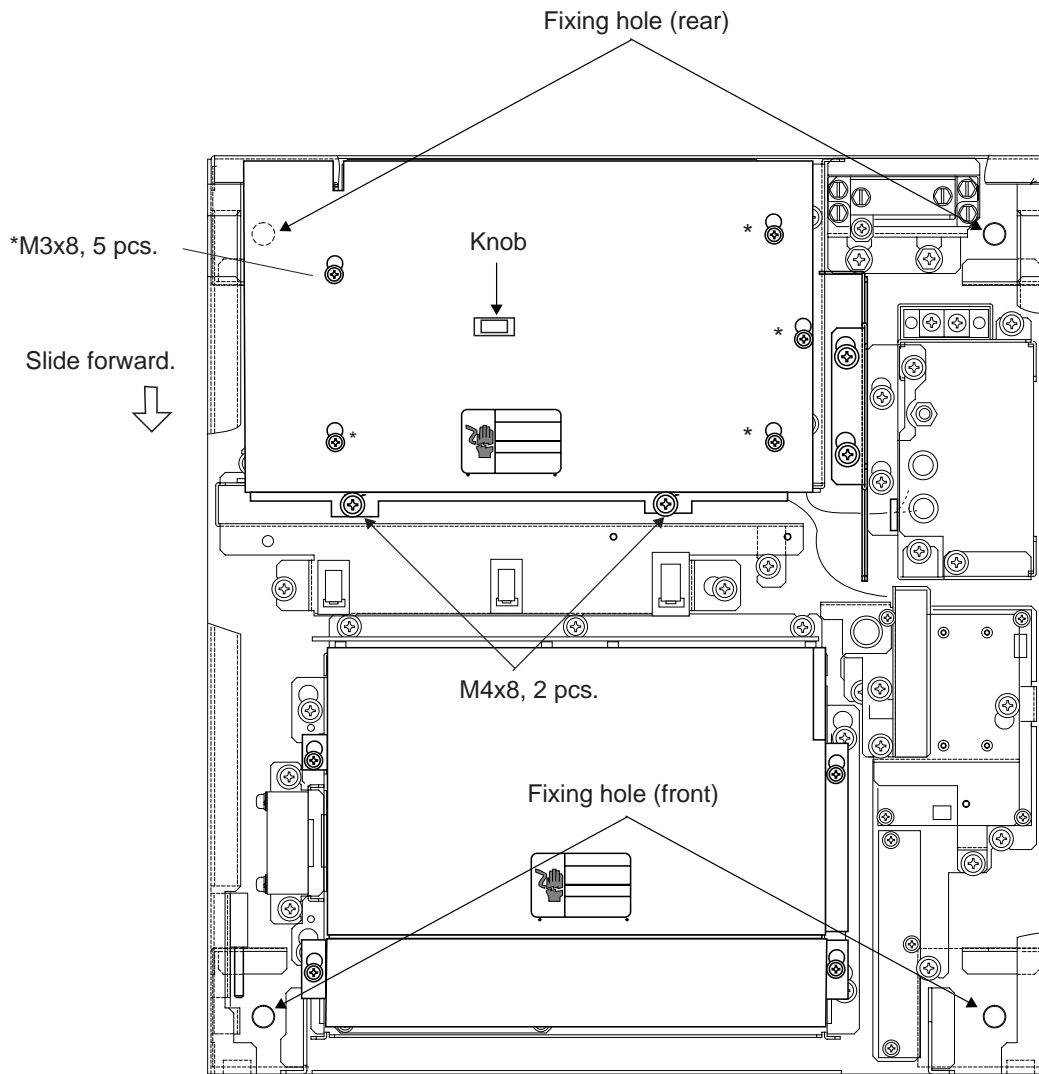 Fixing hole (rear)
*M3x8, 5 pcs.
Knob
*
*
Slide forward.
*
*
M4x8, 2 pcs.
Fixing hole (front)